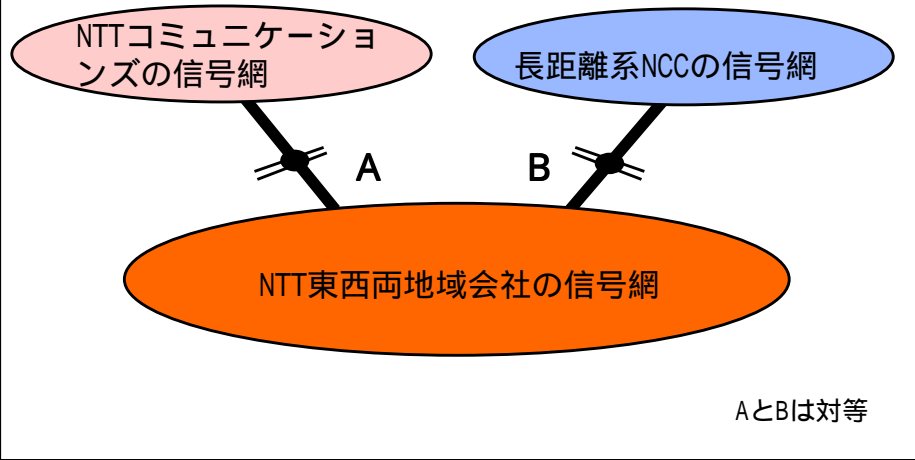 NTTコミュニケーショ
ンズの信号網
長距離系NCCの信号網
A
B
NTT東西両地域会社の信号網
AとBは対等